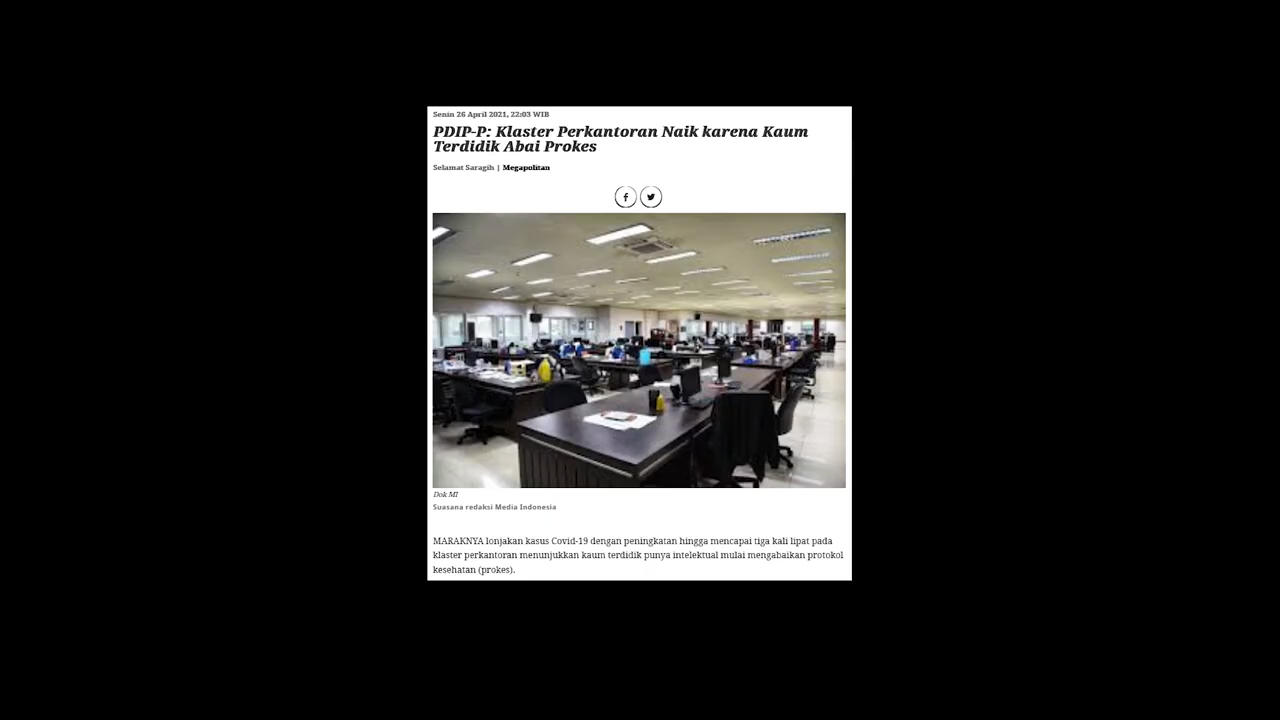 Senin 26 April 2021, 22:03 WIB
PDIP-P: Klaster Perkantoran Naik karena Kaum
Terdidik Abai Prokes
Selamat Saragih | Megapolitan
Dok MI
Suasana redaksi Media Indonesia
MARAKNYA lonjakan kasus Covid-19 dengan peningkatan hingga mencapai tiga kali lipat pada
klaster perkantoran menunjukkan kaum terdidik punya intelektual mulai mengabaikan protokol
kesehatan (prokes).